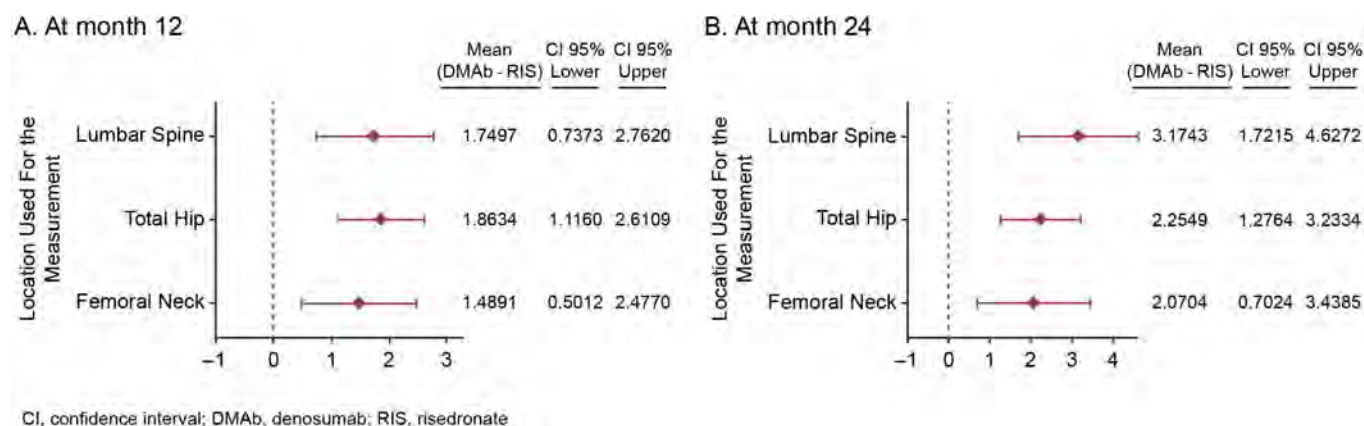 A. At month 12
Mean (DMAb - RIS)
CI 95% Lower
CI 95% Upper
Location Used For the Measurement
Lumbar Spine 1.7497 0.7373 2.7620
Total Hip 1.8634 1.1160 2.6109
Femoral Neck 1.4891 0.5012 2.4770
–1 0 1 2 3
B. At month 24
Mean (DMAb - RIS)
CI 95% Lower
CI 95% Upper
Location Used For the Measurement
Lumbar Spine 3.1743 1.7215 4.6272
Total Hip 2.2549 1.2764 3.2334
Femoral Neck 2.0704 0.7024 3.4385
–1 0 1 2 3 4
CI, confidence interval; DMAb, denosumab; RIS, risedronate